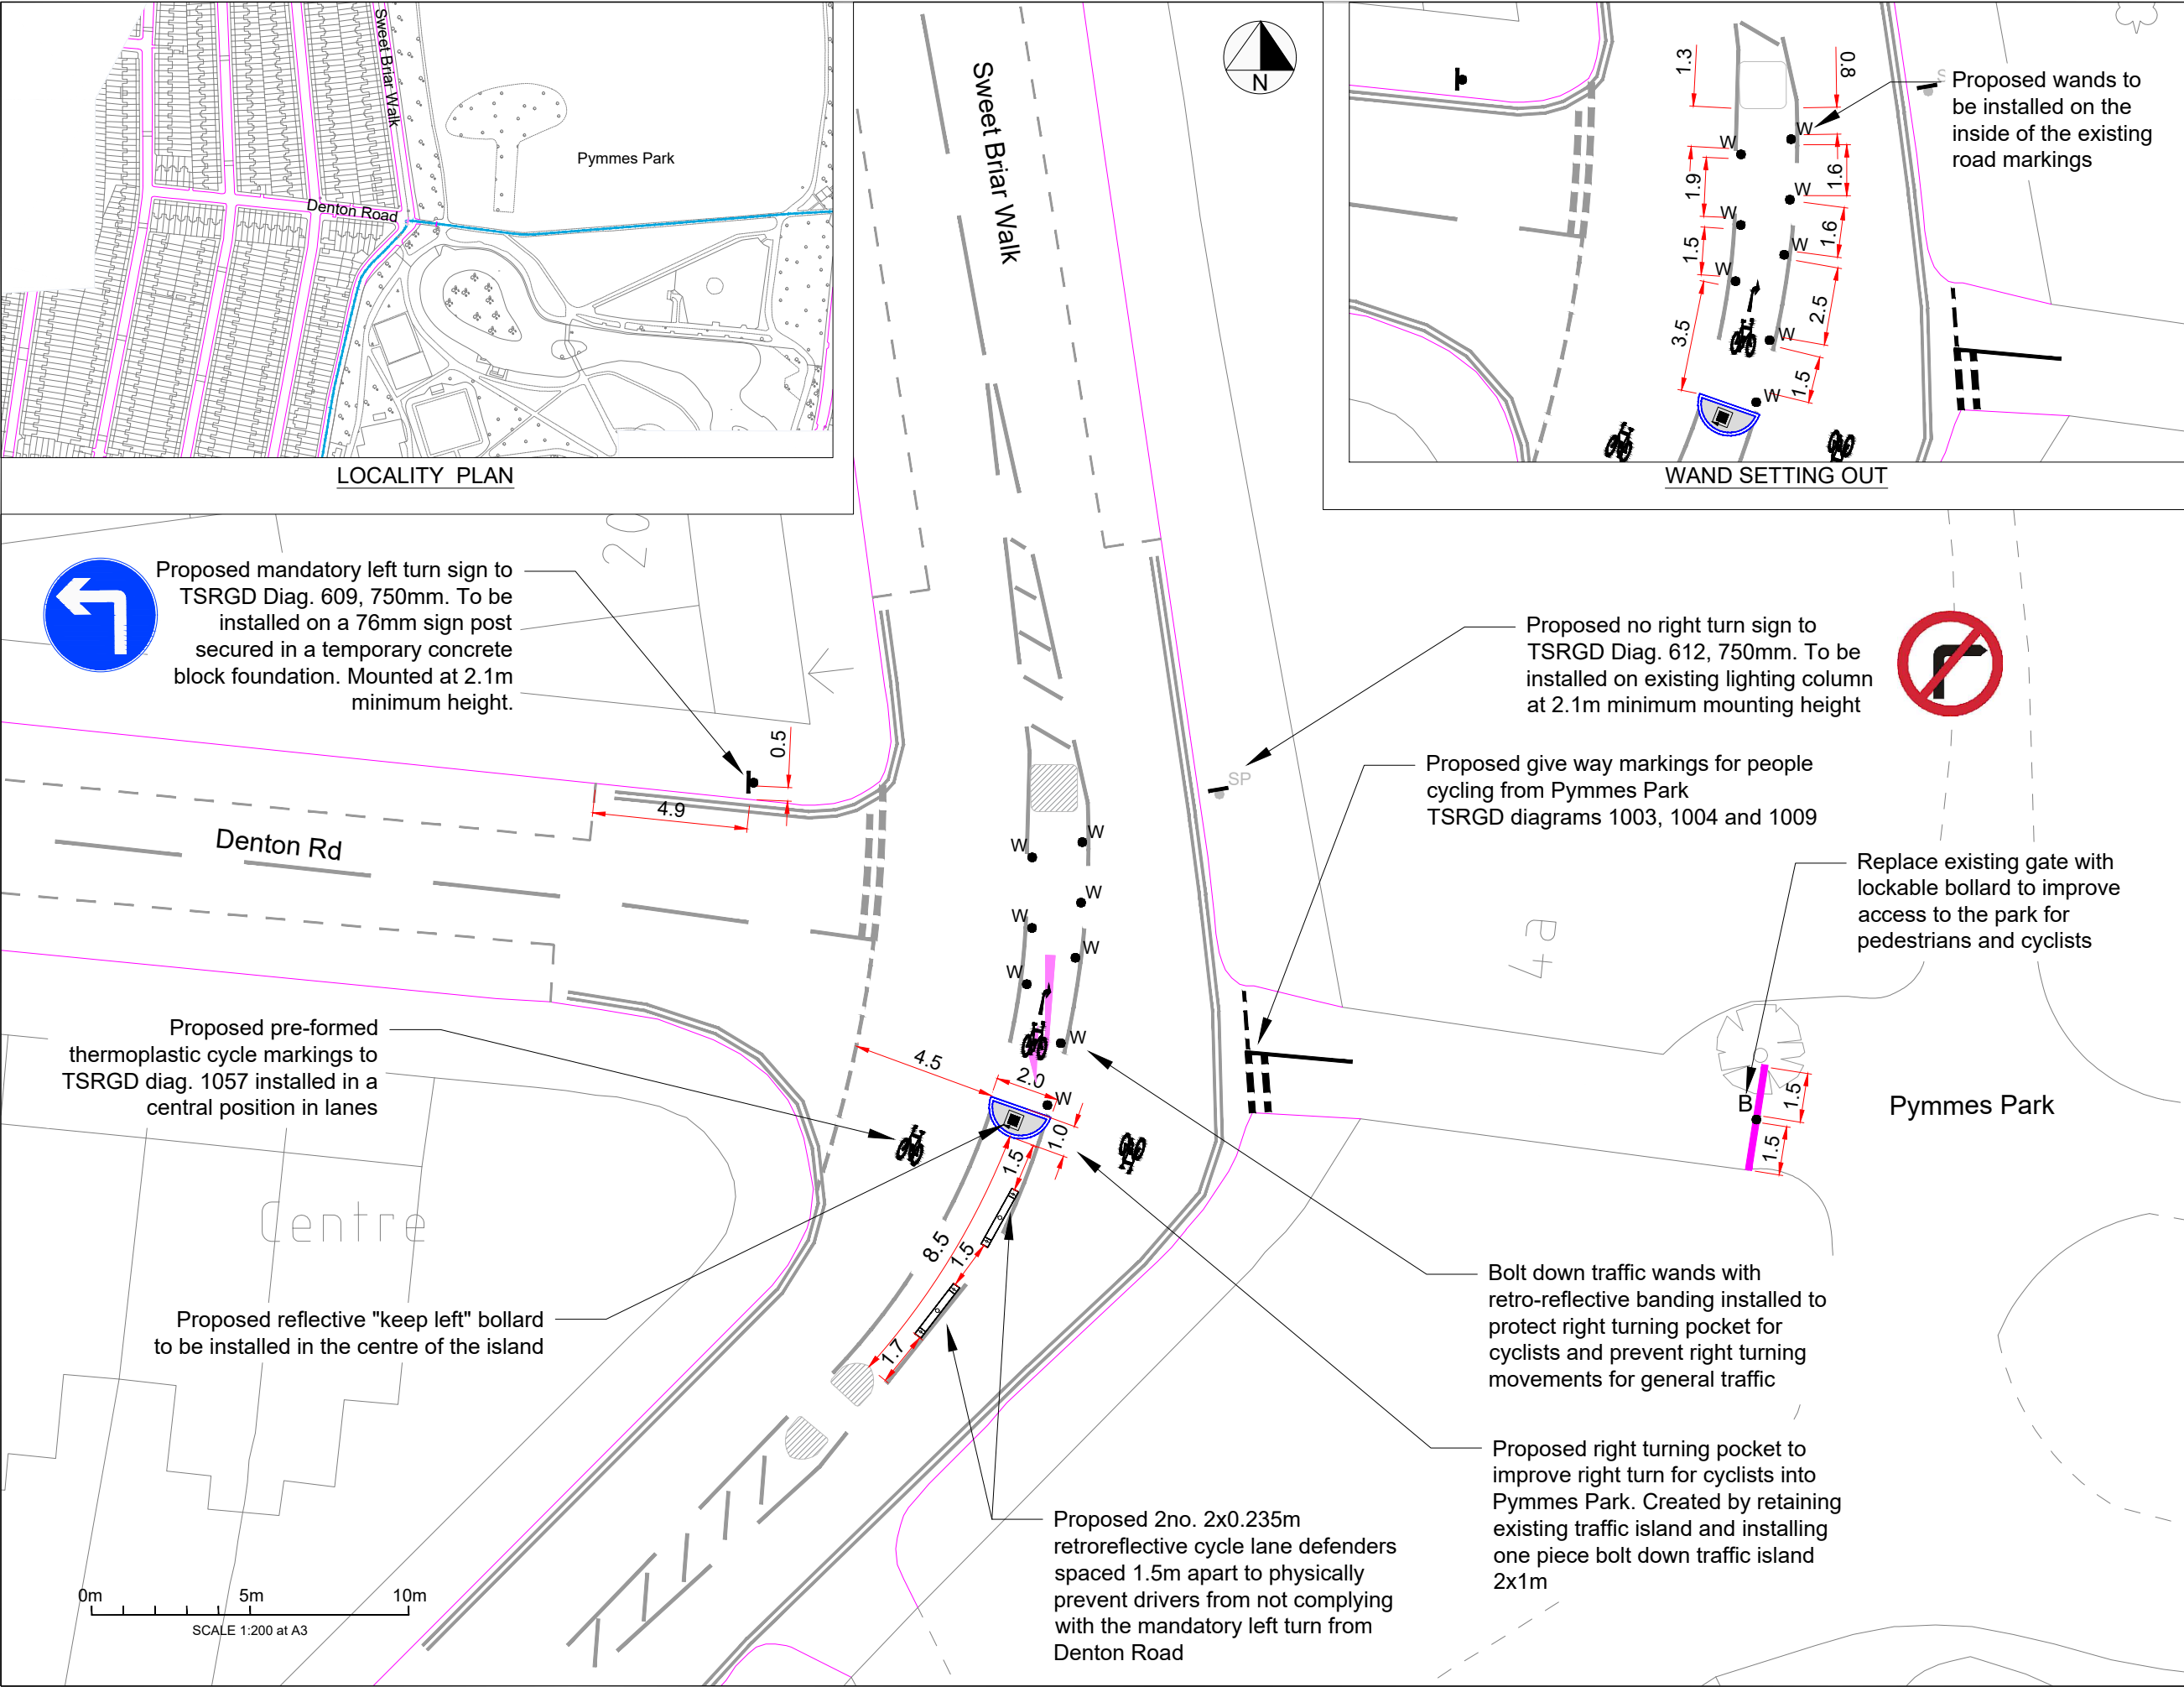 Sweet Briar Walk
Pymmes Park
Denton Road
LOCALITY PLAN
Sweet Briar Walk
N
1.3
0.8
S
Proposed wands to
be installed on the
inside of the existing
road markings
W
W
1.9
1.6
W
W
1.5
1.6
W
W
3.5
2.5
W
1.5
W
WAND SETTING OUT
20
Proposed mandatory left turn sign to
TSRGD Diag. 609, 750mm. To be
installed on a 76mm sign post
secured in a temporary concrete
block foundation. Mounted at 2.1m
minimum height.
Proposed no right turn sign to
TSRGD Diag. 612, 750mm. To be
installed on existing lighting column
at 2.1m minimum mounting height
0.5
4.9
SP
Proposed give way markings for people
cycling from Pymmes Park
TSRGD diagrams 1003, 1004 and 1009
Denton Rd
W
W
W
W
W
W
W
W
Replace existing gate with
lockable bollard to improve
access to the park for
pedestrians and cyclists
4a
Proposed pre-formed
thermoplastic cycle markings to
TSRGD diag. 1057 installed in a
central position in lanes
4.5
2.0
1.0
1.5
B
1.5
1.5
Pymmes Park
Centre
8.5
1.5
1.7
Proposed reflective "keep left" bollard
to be installed in the centre of the island
Bolt down traffic wands with
retro-reflective banding installed to
protect right turning pocket for
cyclists and prevent right turning
movements for general traffic
Proposed right turning pocket to
improve right turn for cyclists into
Pymmes Park. Created by retaining
existing traffic island and installing
one piece bolt down traffic island
2x1m
Proposed 2no. 2x0.235m
retroreflective cycle lane defenders
spaced 1.5m apart to physically
prevent drivers from not complying
with the mandatory left turn from
Denton Road
0m 5m 10m
SCALE 1:200 at A3